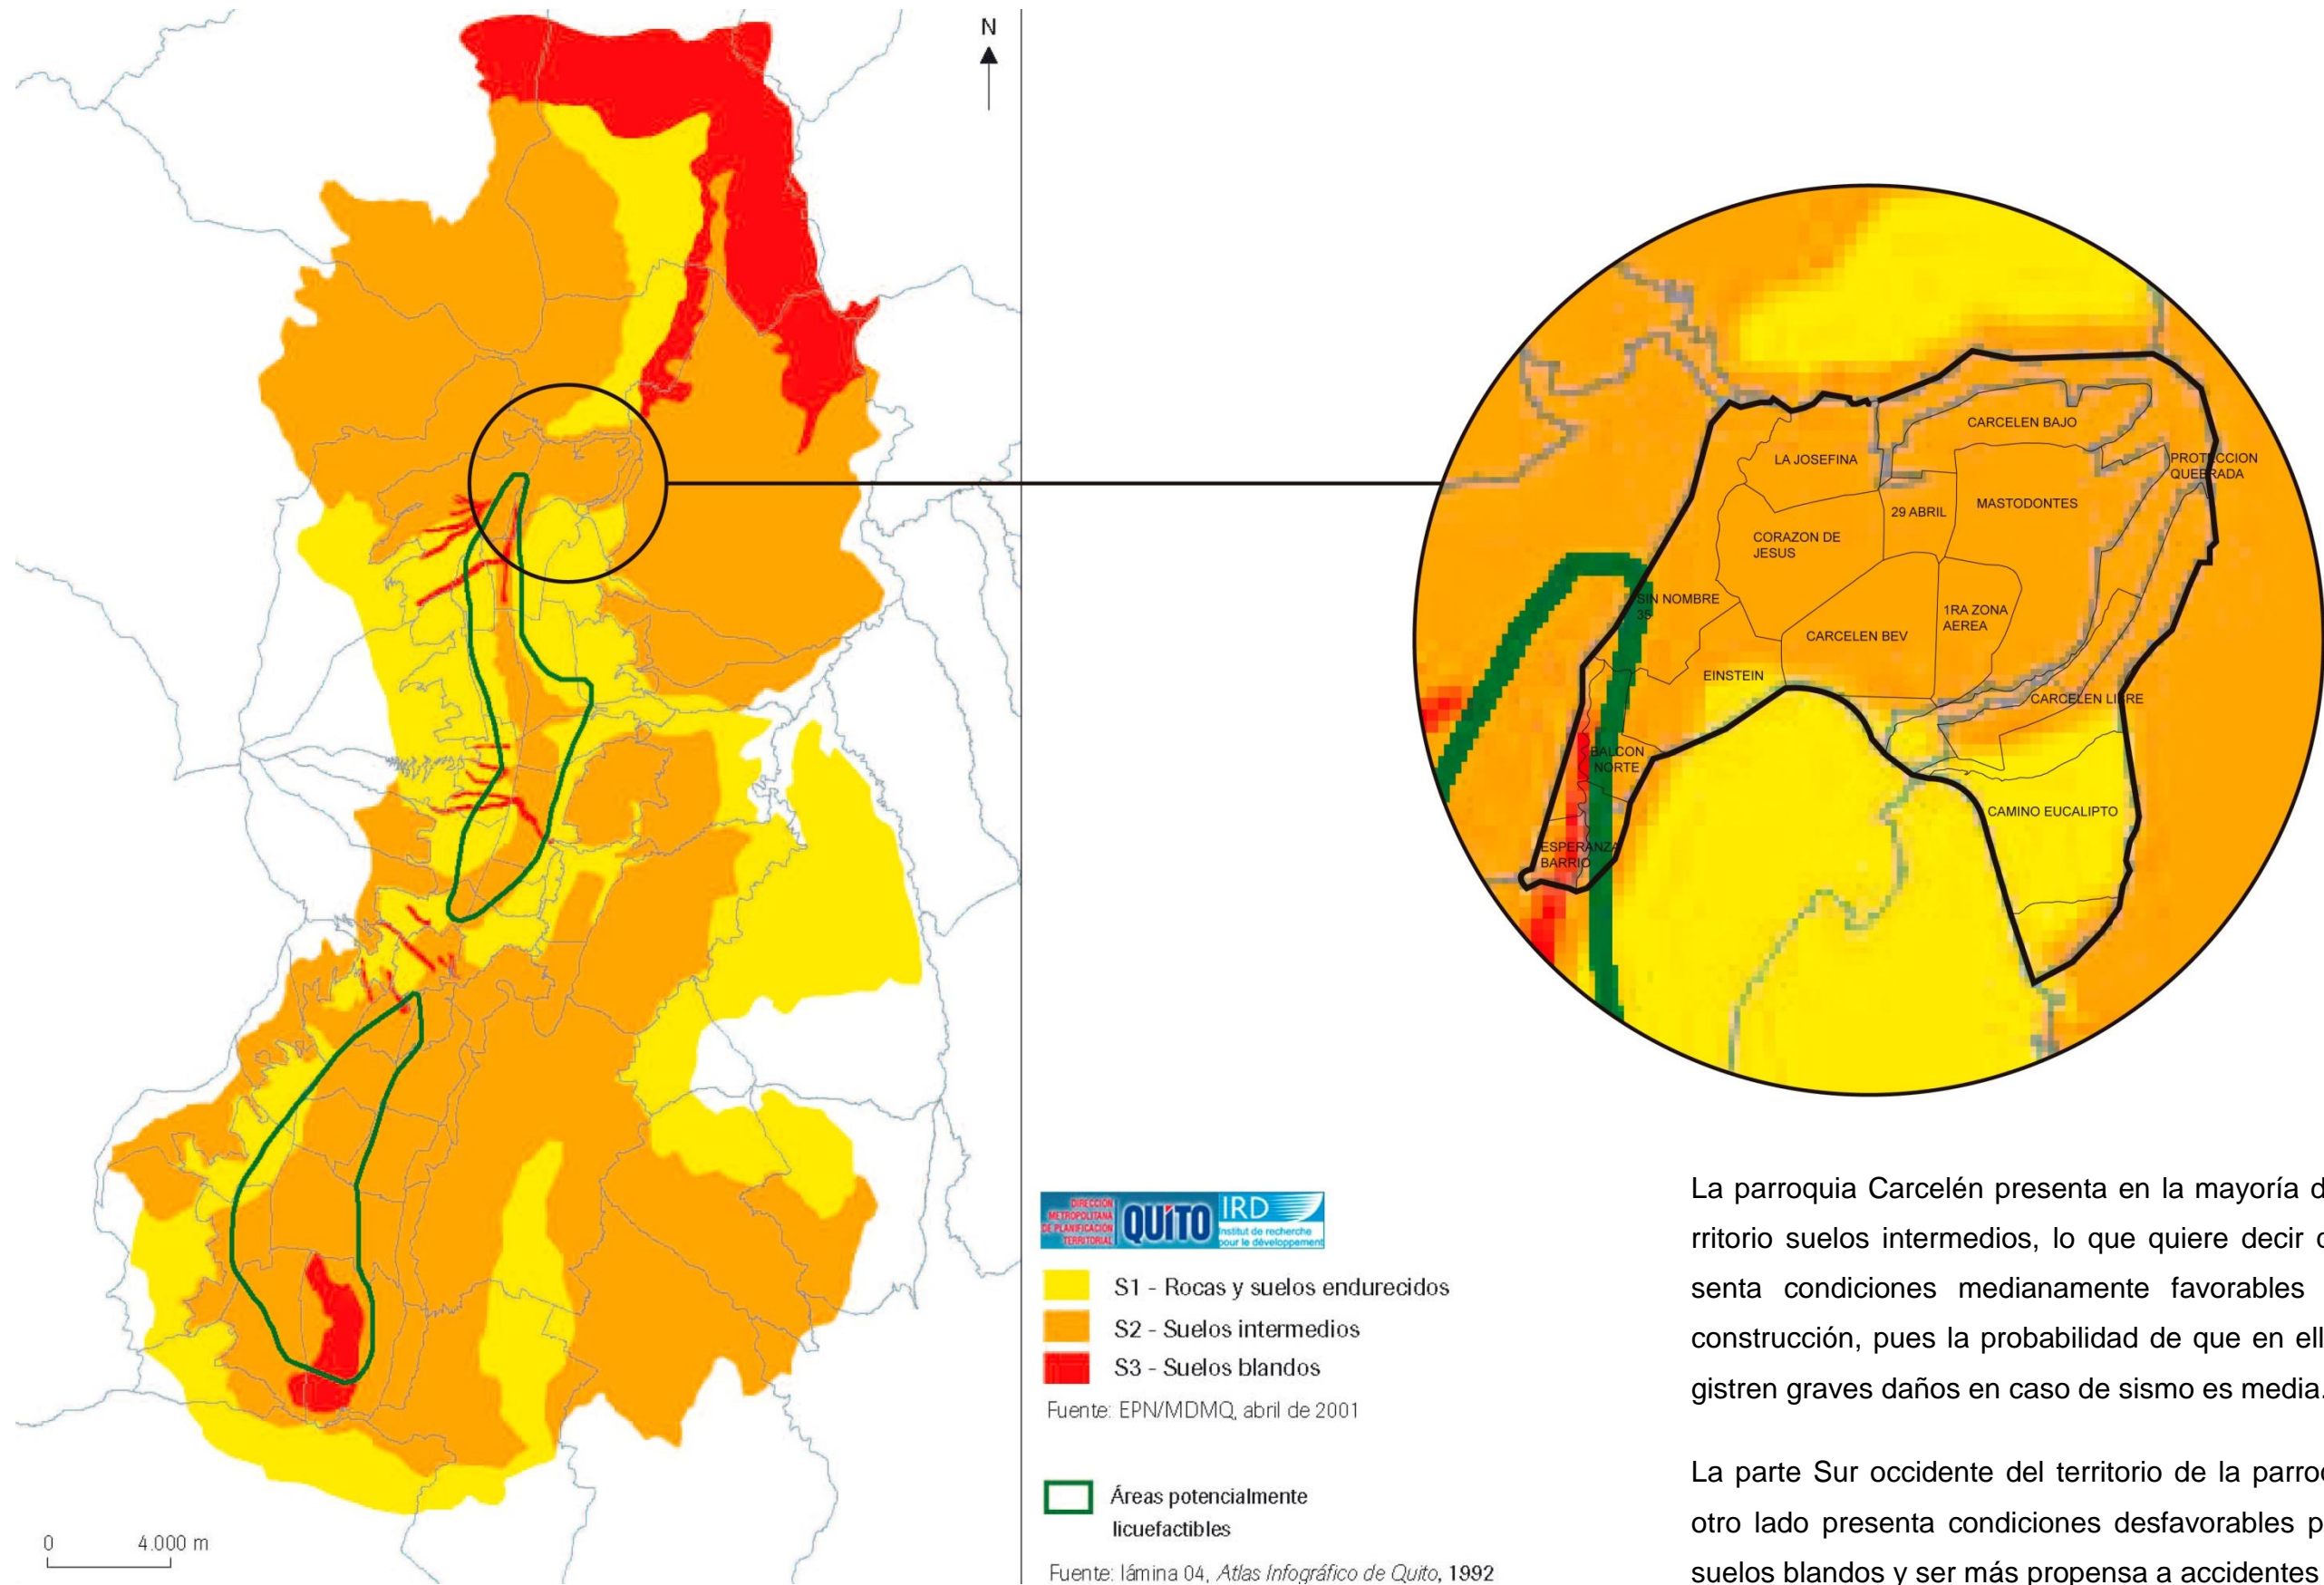 N
CARCELEN BAJO
LA JOSEFINA
PROTECCION
QUEBRADA
MASTODONTES
29 ABRIL
CORAZON DE
JESUS
SIN NOMBRE
35
1RA ZONA
AEREA
CARCELEN BEV
EINSTEIN
CARCELEN LIBRE
BALCON
NORTE
CAMINO EUCALIPTO
ESPERANZA
BARRIO
DIRECCIÓN
METROPOLITANA
DE PLANIFICACIÓN
TERRITORIAL
QUITO
IRD
Institut de recherche
pour le développement
S1 - Rocas y suelos endurecidos
S2 - Suelos intermedios
S3 - Suelos blandos
Fuente: EPN/MDMQ, abril de 2001
Áreas potencialmente
licuefactibles
Fuente: lámina 04, Atlas Infográfico de Quito, 1992
0 4.000 m
La parroquia Carcelén presenta en la mayoría d
rritorio suelos intermedios, lo que quiere decir
senta condiciones medianamente favorables
construcción, pues la probabilidad de que en ell
gistren graves daños en caso de sismo es media.
La parte Sur occidente del territorio de la parro
otro lado presenta condiciones desfavorables p
suelos blandos y ser más propensa a accidentes